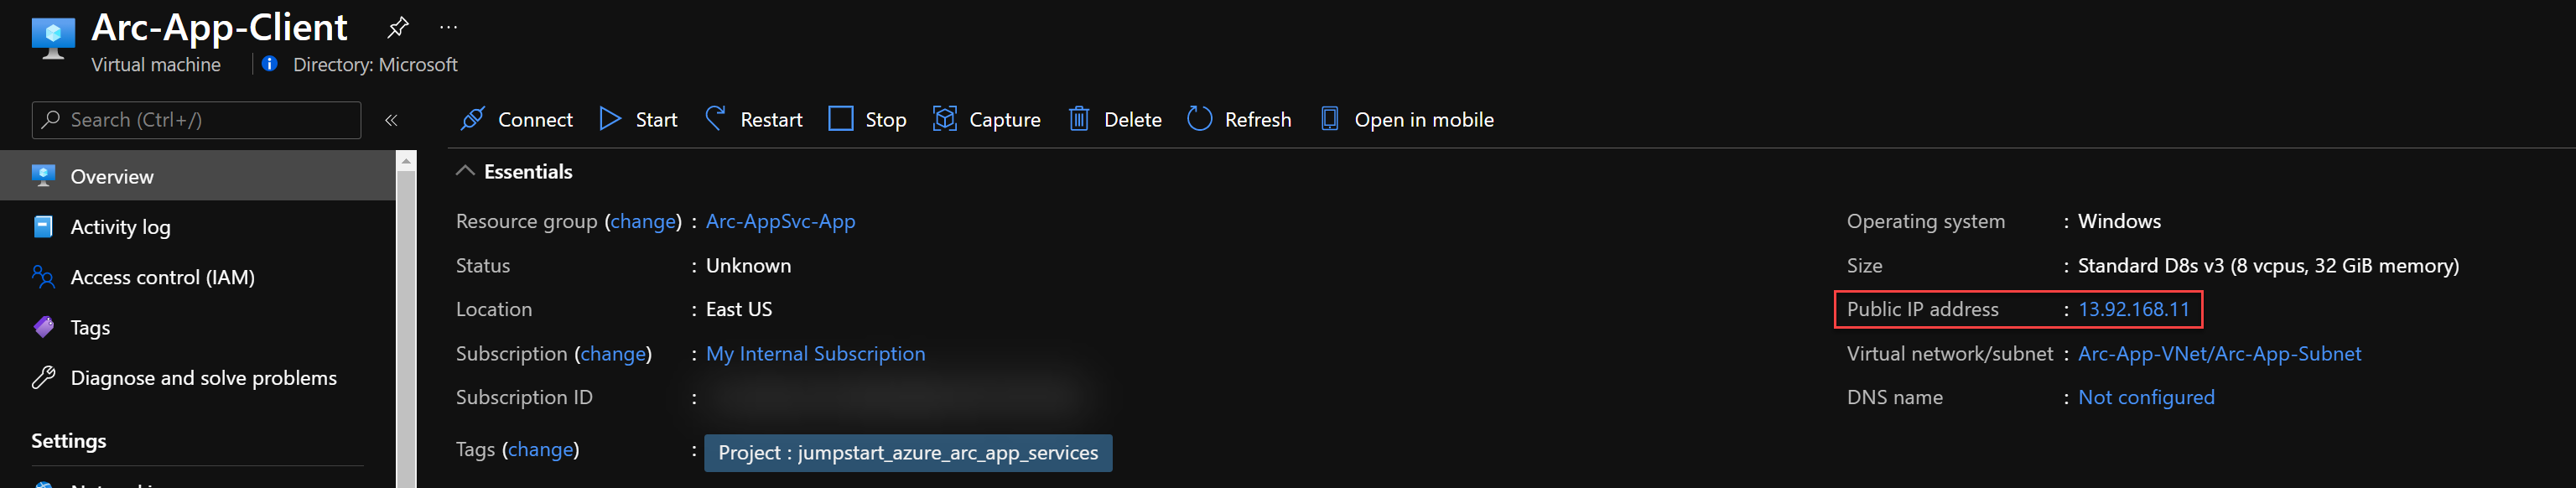 Arc-App-Client
Virtual machine
Directory: Microsoft
Search (Ctrl+/)
«
Connect
Start
Restart
Stop
Capture
Delete
Refresh
Open in mobile
Overview
Activity log
Access control (IAM)
Tags
Diagnose and solve problems
Settings
Essentials
Resource group (change) : Arc-AppSvc-App
Status : Unknown
Location : East US
Subscription (change) : My Internal Subscription
Subscription ID :
Tags (change) : Project : jumpstart_azure_arc_app_services
Operating system : Windows
Size : Standard D8s v3 (8 vcpus, 32 GiB memory)
Public IP address : 13.92.168.11
Virtual network/subnet : Arc-App-VNet/Arc-App-Subnet
DNS name : Not configured